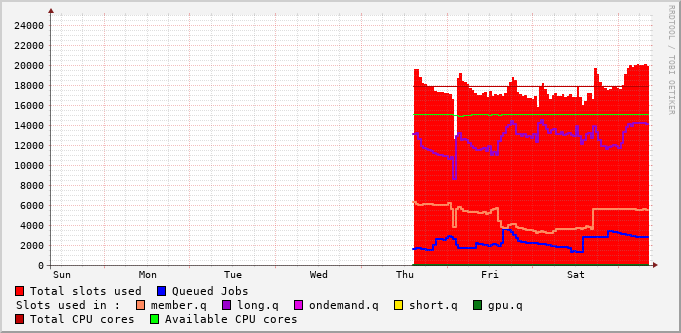 24000
22000
20000
18000
16000
14000
12000
10000
8000
6000
4000
2000
0
Sun Mon Tue Wed Thu Fri Sat
Total slots used Queued Jobs
Slots used in : member.q long.q ondemand.q short.q gpu.q
Total CPU cores Available CPU cores
RRDTOOL / TOBI OETIKER